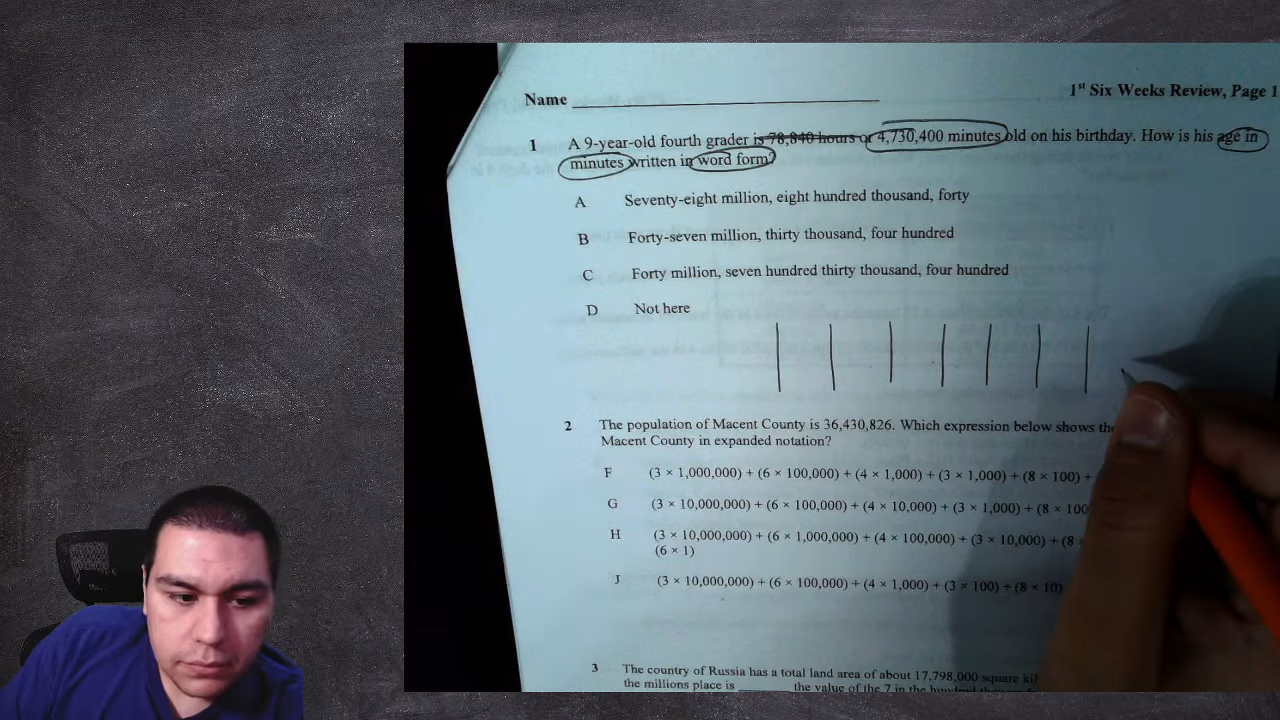 Name
1st Six Weeks Review, Page 1
1 A 9-year-old fourth grader is 78,840 hours or 4,730,400 minutes old on his birthday. How is his age in
minutes written in word form?
A Seventy-eight million, eight hundred thousand, forty
B Forty-seven million, thirty thousand, four hundred
C Forty million, seven hundred thirty thousand, four hundred
D Not here
2 The population of Macent County is 36,430,826. Which expression below shows the
Macent County in expanded notation?
F (3 × 1,000,000) + (6 × 100,000) + (4 × 1,000) + (3 × 1,000) + (8 × 100) +
G (3 × 10,000,000) + (6 × 100,000) + (4 × 10,000) + (3 × 1,000) + (8 × 100
H (3 × 10,000,000) + (6 × 1,000,000) + (4 × 100,000) + (3 × 10,000) + (8 ×
(6 × 1)
J (3 × 10,000,000) + (6 × 100,000) + (4 × 1,000) + (3 × 100) + (8 × 10)
3 The country of Russia has a total land area of about 17,798,000 square
the millions place is ______ the value of the 7 in the